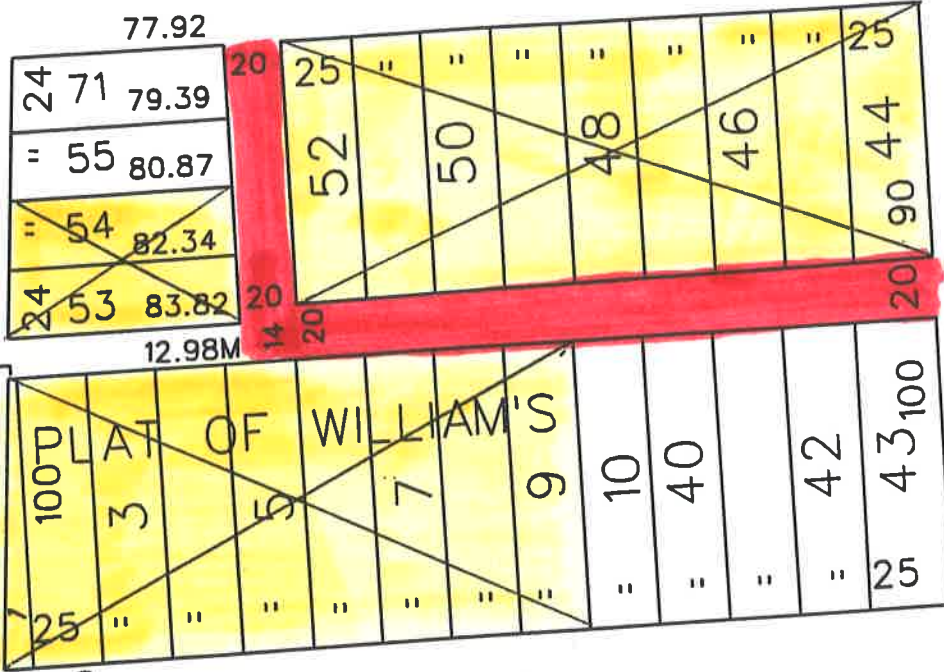 77.92
24 71 79.39
= 55 80.87
= 54 82.34
24 53 83.82
12.98M
20
20
14
20
20
25 " " " " " " " 25
52 50 48 46 44
90
PLAT OF WILLIAM'S
100
3 5 7 9 10 40 42 43
100
1
25 " " " " " " " " " " " 25